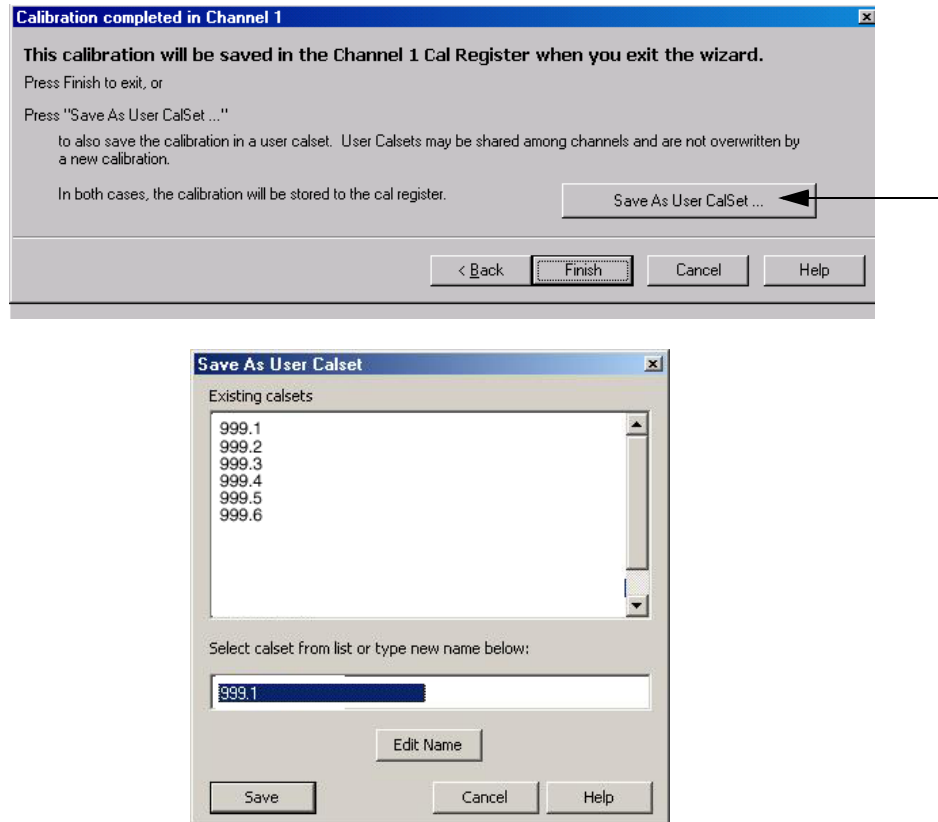 Calibration completed in Channel 1
This calibration will be saved in the Channel 1 Cal Register when you exit the wizard.
Press Finish to exit, or
Press "Save As User CalSet ..."
to also save the calibration in a user calset. User Calsets may be shared among channels and are not overwritten by
a new calibration.
In both cases, the calibration will be stored to the cal register.
Save As User CalSet ...
< Back
Finish
Cancel
Help
Save As User Calset
Existing calsets
999.1
999.2
999.3
999.4
999.5
999.6
Select calset from list or type new name below:
999.1
Edit Name
Save
Cancel
Help